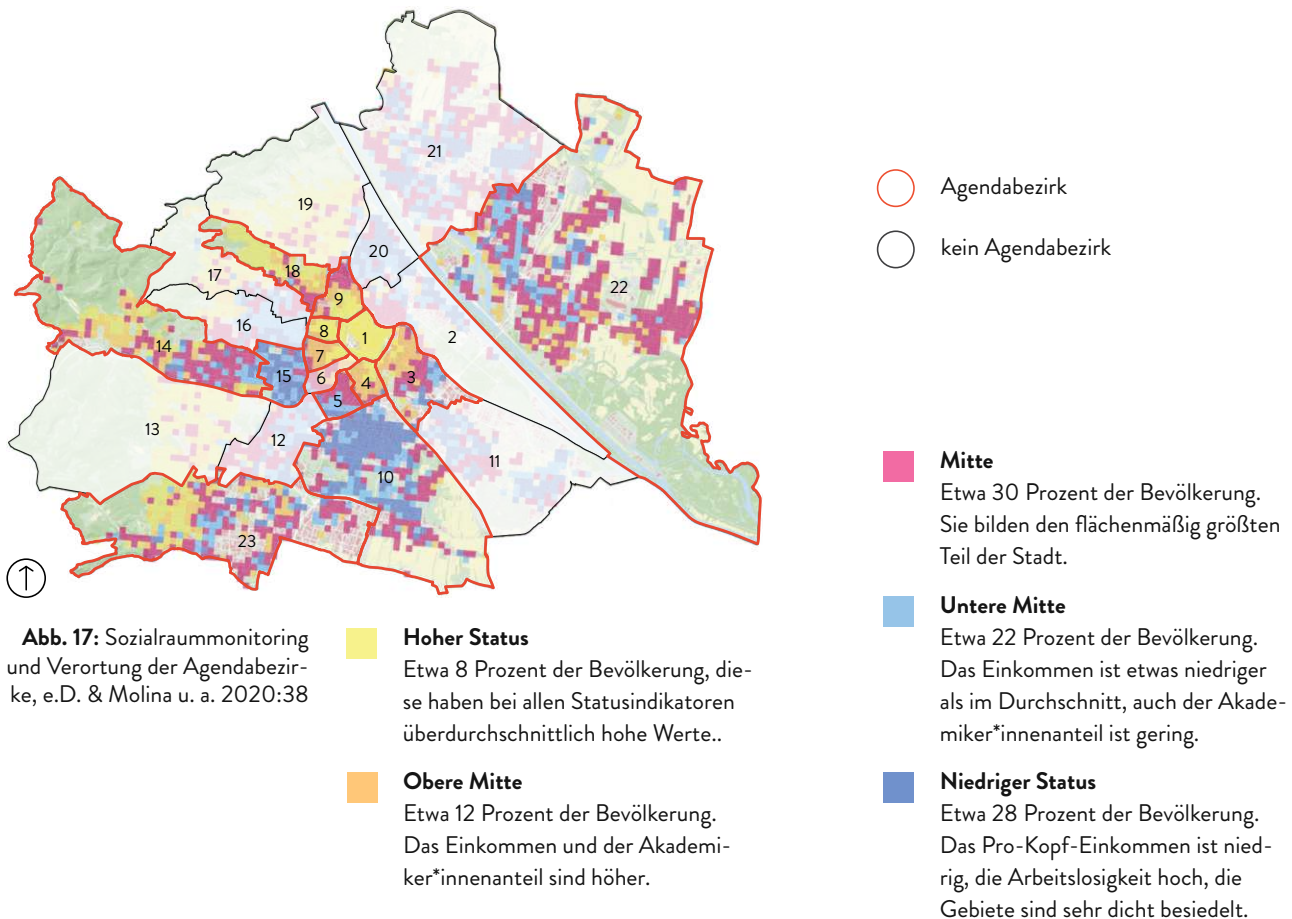 21
19
20
17
18
22
9
16
8
1
2
14
7
15
6
4
3
5
13
12
11
10
23
Agendabezirk
kein Agendabezirk
Abb. 17: Sozialraummonitoring
und Verortung der Agendabezir-
ke, e.D. & Molina u. a. 2020:38
Hoher Status
Etwa 8 Prozent der Bevölkerung, die-
se haben bei allen Statusindikatoren
überdurchschnittlich hohe Werte..
Obere Mitte
Etwa 12 Prozent der Bevölkerung.
Das Einkommen und der Akademi-
ker*innenanteil sind höher.
Mitte
Etwa 30 Prozent der Bevölkerung.
Sie bilden den flächenmäßig größten
Teil der Stadt.
Untere Mitte
Etwa 22 Prozent der Bevölkerung.
Das Einkommen ist etwas niedriger
als im Durchschnitt, auch der Akade-
miker*innenanteil ist gering.
Niedriger Status
Etwa 28 Prozent der Bevölkerung.
Das Pro-Kopf-Einkommen ist nied-
rig, die Arbeitslosigkeit hoch, die
Gebiete sind sehr dicht besiedelt.